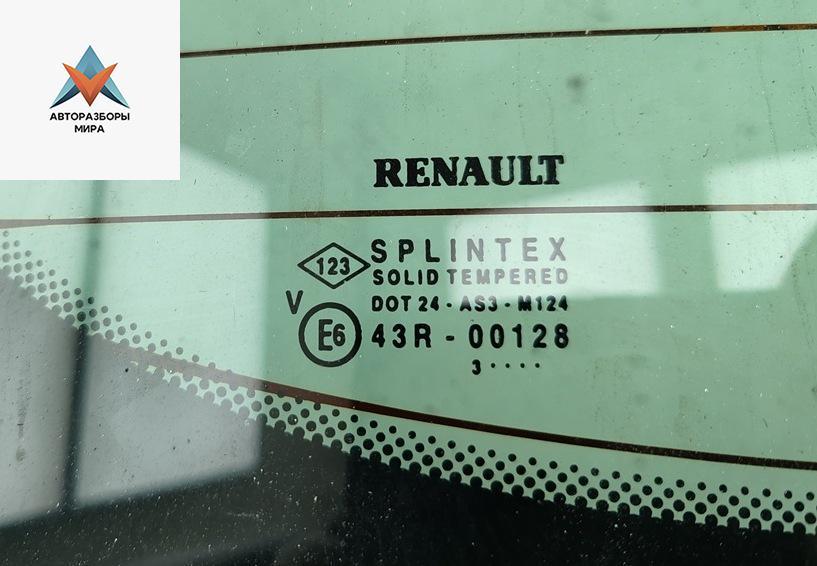 АВТОРАЗБОРЫ
МИРА
RENAULT
123
SPLINTEX
SOLID TEMPERED
V
DOT 24 - AS3 - M124
E6
43R - 00128
3 · · · ·